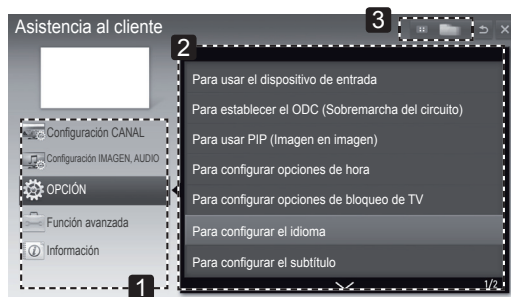 Asistencia al cliente
3
2
Configuración CANAL
Configuración IMAGEN, AUDIO
OPCIÓN
Función avanzada
Información
1
Para usar el dispositivo de entrada
Para establecer el ODC (Sobremarcha del circuito)
Para usar PIP (Imagen en imagen)
Para configurar opciones de hora
Para configurar opciones de bloqueo de TV
Para configurar el idioma
Para configurar el subtítulo
1/2